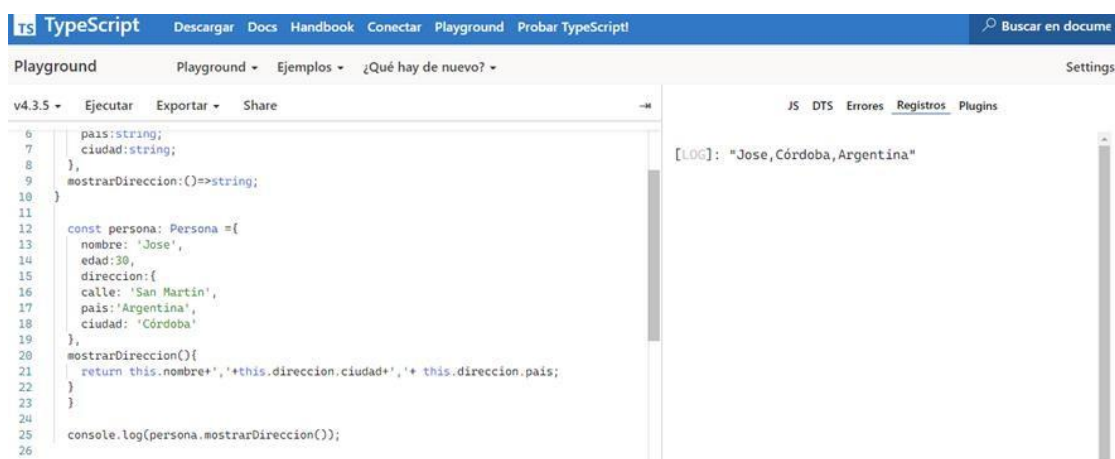 TS TypeScript Descargar Docs Handbook Conectar Playground Probar TypeScript! Buscar en docume
Playground Playground Ejemplos ¿Qué hay de nuevo? Settings
v4.3.5 Ejecutar Exportar Share JS DTS Errores Registros Plugins
6 pais:string;
7 ciudad:string;
8 },
9 mostrarDireccion:()=>string;
10 }
11
12 const persona: Persona ={
13 nombre: 'Jose',
14 edad:30,
15 direccion:{
16 calle: 'San Martin',
17 pais:'Argentina',
18 ciudad: 'Córdoba'
19 },
20 mostrarDireccion(){
21 return this.nombre+','+this.direccion.ciudad+','+ this.direccion.pais;
22 }
23 }
24
25 console.log(persona.mostrarDireccion());
26
[LOG]: "Jose,Córdoba,Argentina"